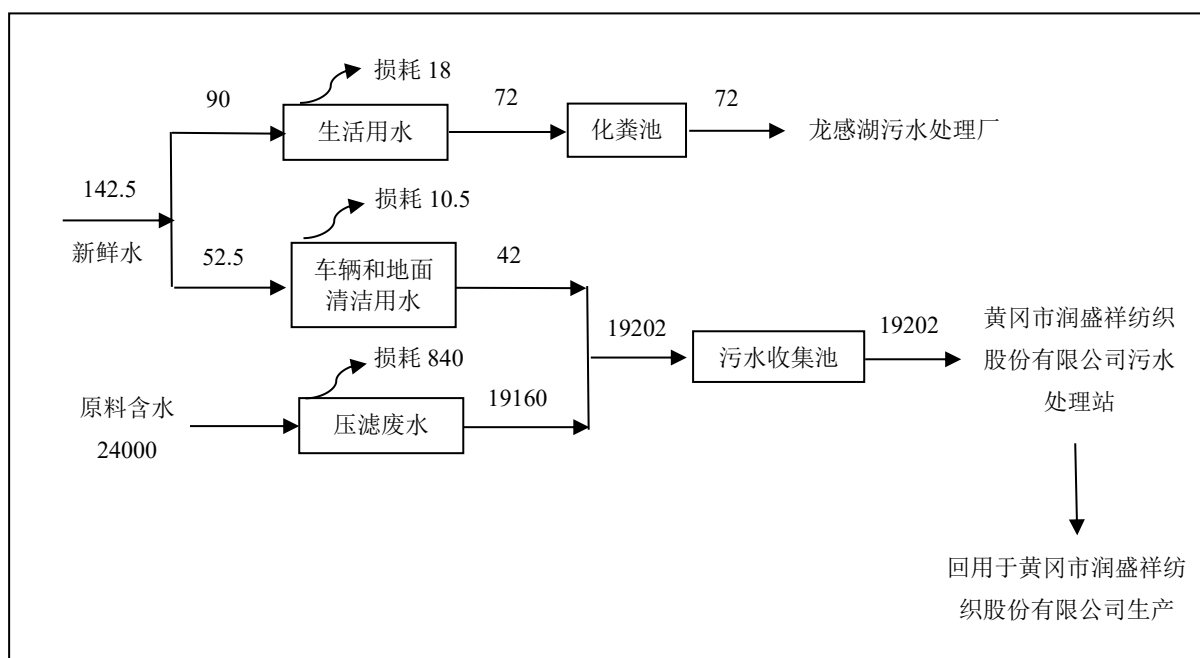 损耗 18
90
生活用水
72
化粪池
72
龙感湖污水处理厂
142.5
新鲜水
损耗 10.5
52.5
车辆和地面
清洁用水
42
19202
污水收集池
19202
黄冈市润盛祥纺织
股份有限公司污水
处理站
损耗 840
原料含水
24000
压滤废水
19160
回用于黄冈市润盛祥纺
织股份有限公司生产